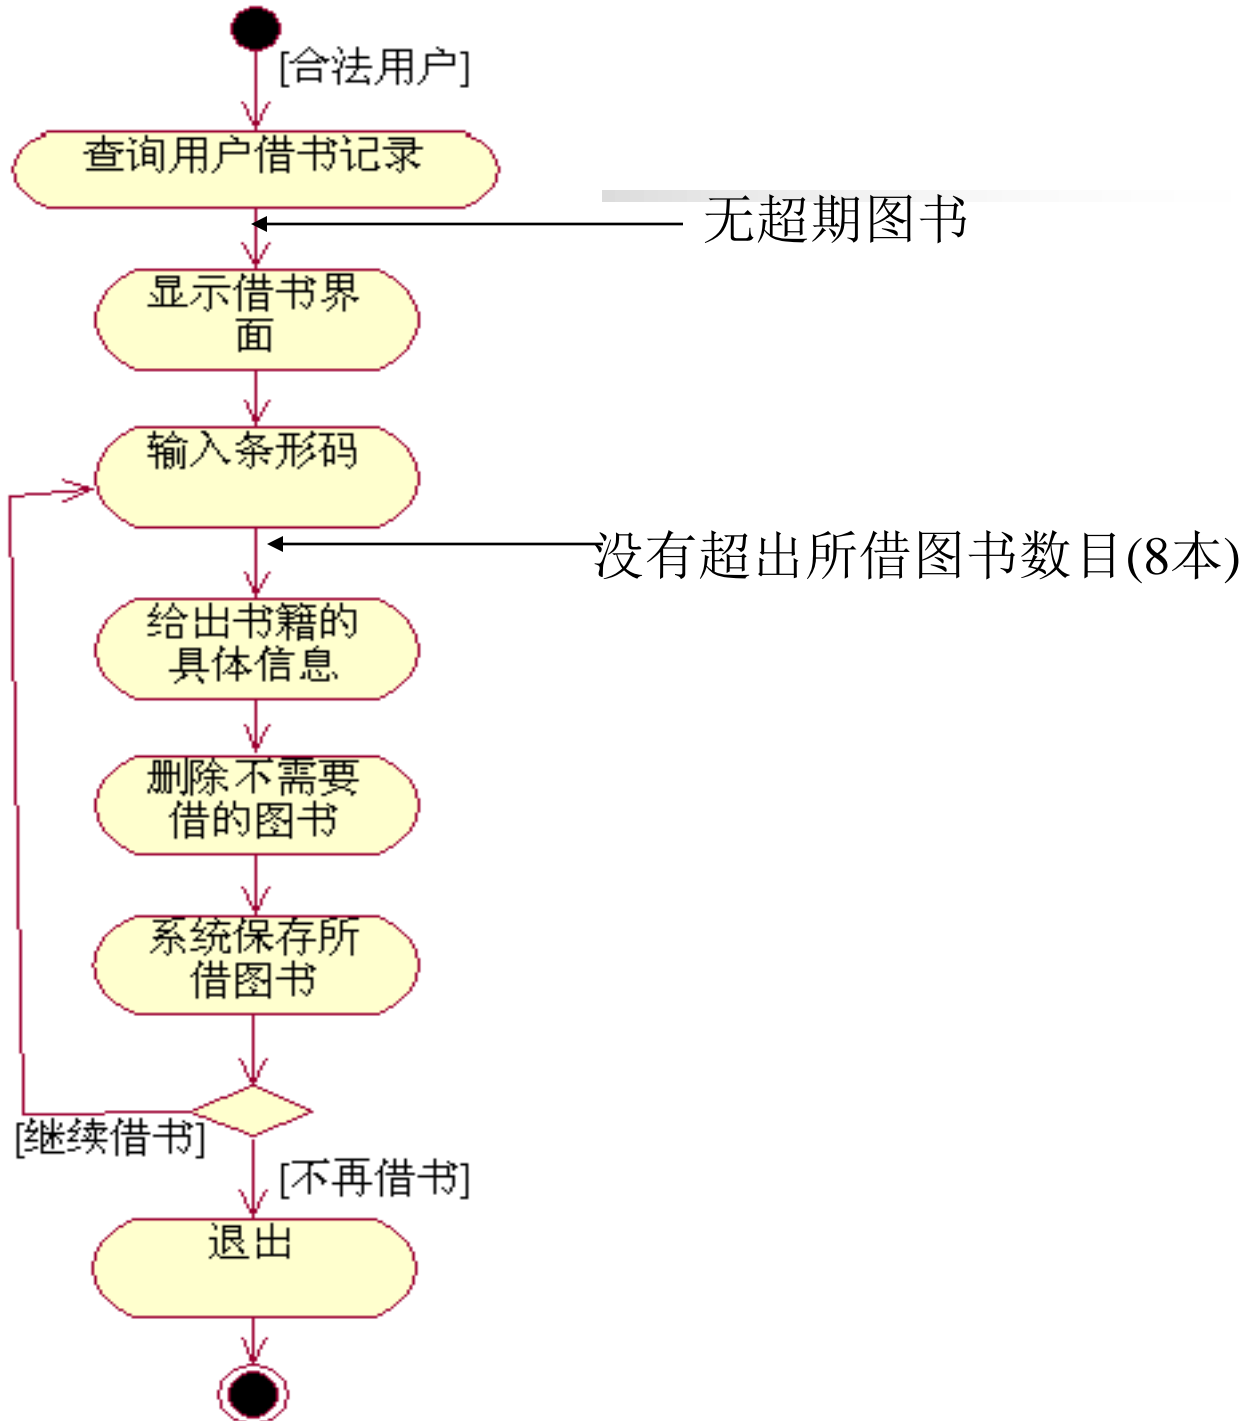 [合法用户]
查询用户借书记录
无超期图书
显示借书界
面
输入条形码
没有超出所借图书数目(8本)
给出书籍的
具体信息
删除不需要
借的图书
系统保存所
借图书
[继续借书]
[不再借书]
退出